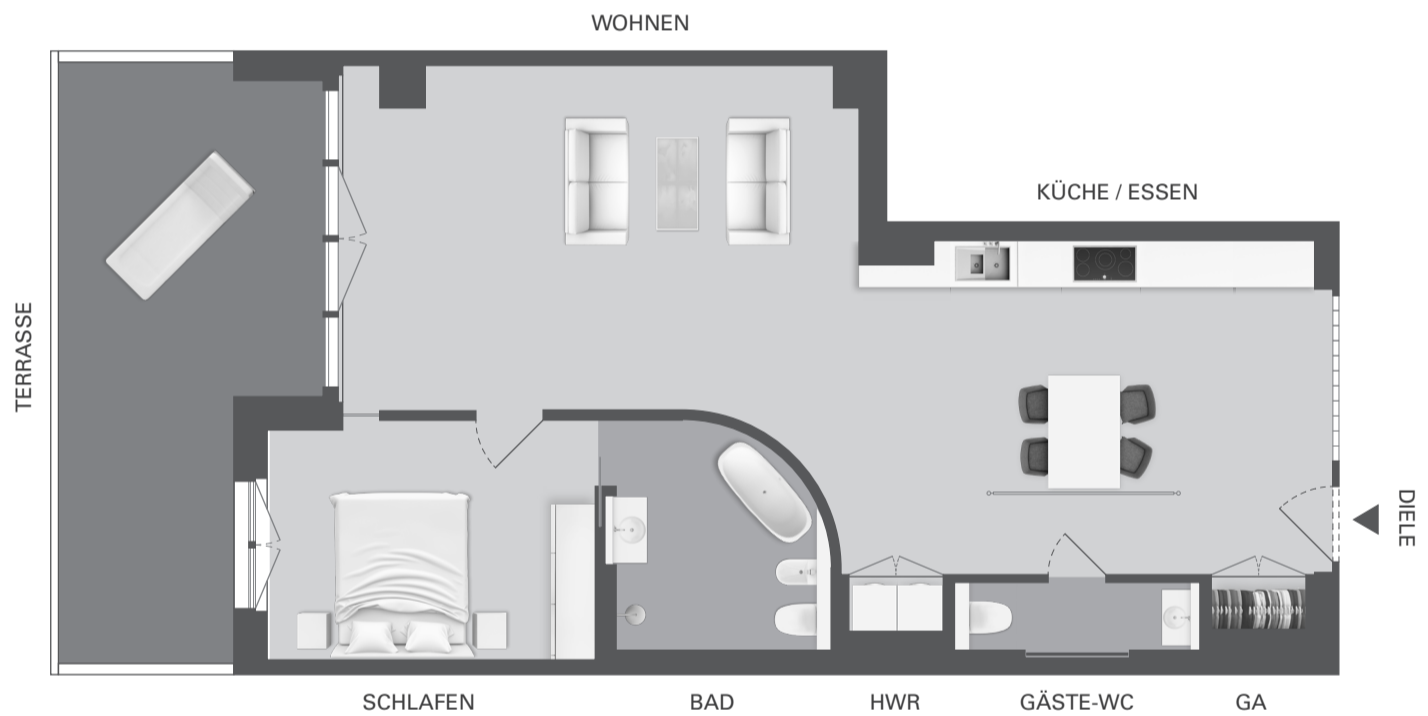 WOHNEN
KÜCHE / ESSEN
TERRASSE
DIELE
SCHLAFEN
BAD
HWR
GÄSTE-WC
GA